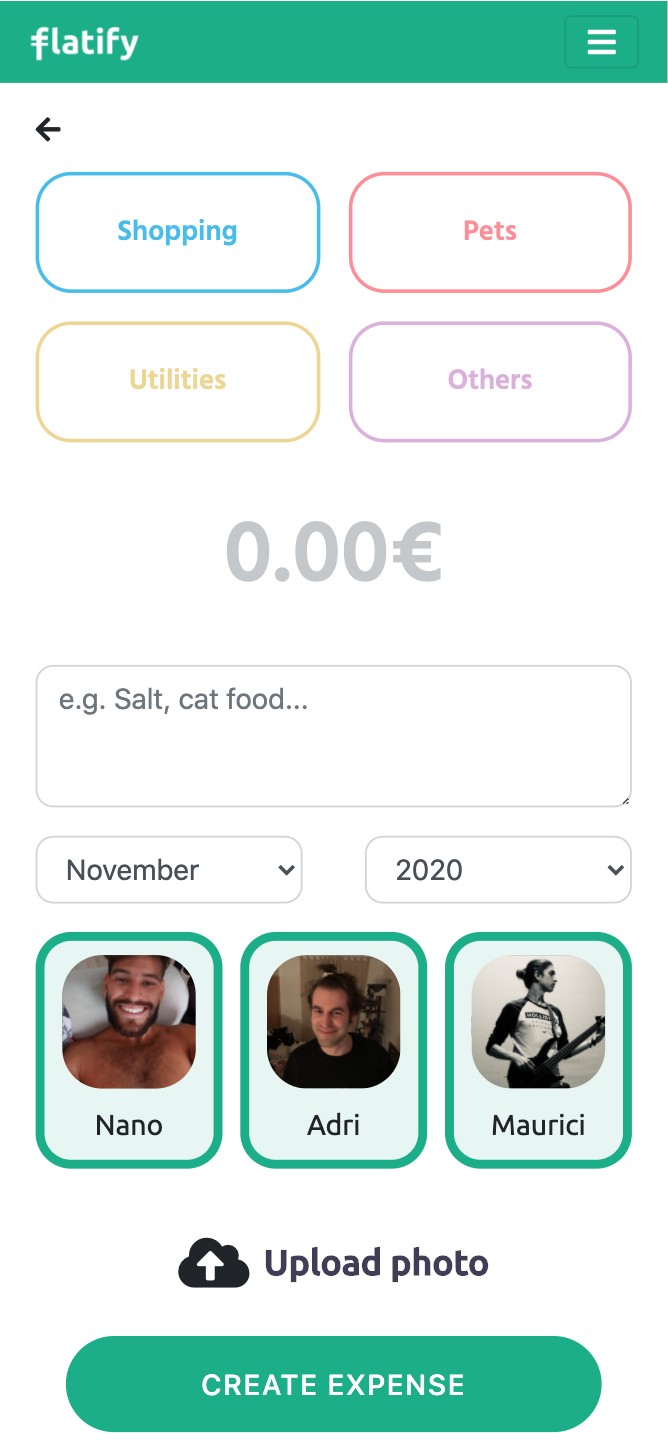 flatify
Shopping
Pets
Utilities
Others
0.00€
e.g. Salt, cat food...
November
2020
Nano
Adri
Maurici
Upload photo
CREATE EXPENSE